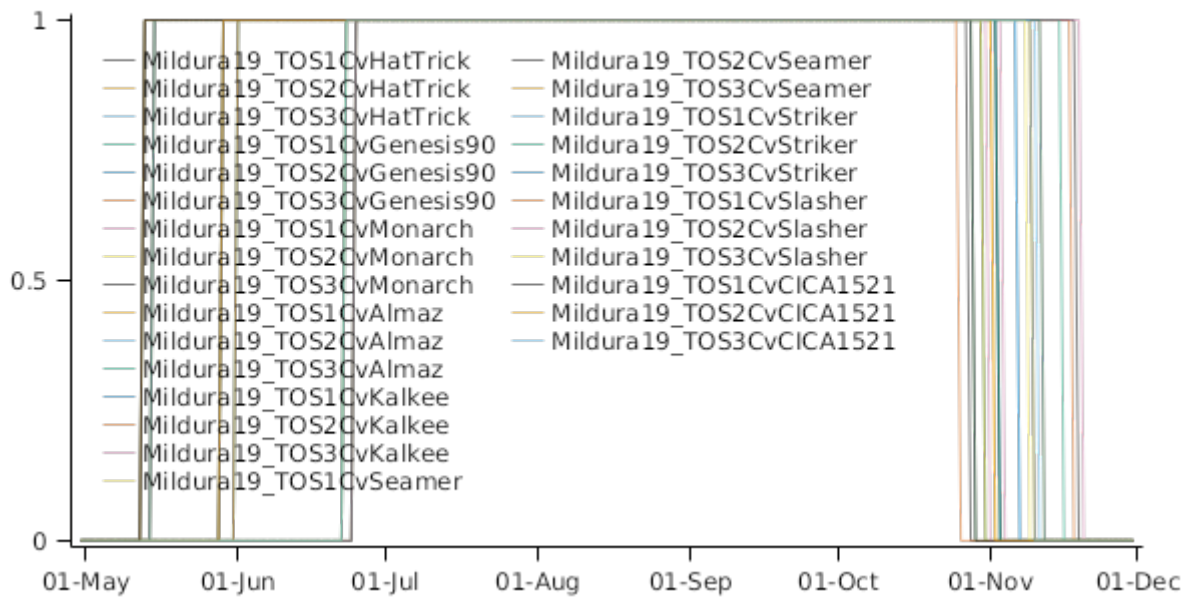 1
Mildura19_TOS1CvHatTrick
Mildura19_TOS2CvHatTrick
Mildura19_TOS3CvHatTrick
Mildura19_TOS1CvGenesis90
Mildura19_TOS2CvGenesis90
Mildura19_TOS3CvGenesis90
Mildura19_TOS1CvMonarch
Mildura19_TOS2CvMonarch
Mildura19_TOS3CvMonarch
Mildura19_TOS1CvAlmaz
Mildura19_TOS2CvAlmaz
Mildura19_TOS3CvAlmaz
Mildura19_TOS1CvKalkee
Mildura19_TOS2CvKalkee
Mildura19_TOS3CvKalkee
Mildura19_TOS1CvSeamer
Mildura19_TOS2CvSeamer
Mildura19_TOS3CvSeamer
Mildura19_TOS1CvStriker
Mildura19_TOS2CvStriker
Mildura19_TOS3CvStriker
Mildura19_TOS1CvSlasher
Mildura19_TOS2CvSlasher
Mildura19_TOS3CvSlasher
Mildura19_TOS1CvCICA1521
Mildura19_TOS2CvCICA1521
Mildura19_TOS3CvCICA1521
0.5
0
01-May 01-Jun 01-Jul 01-Aug 01-Sep 01-Oct 01-Nov 01-Dec